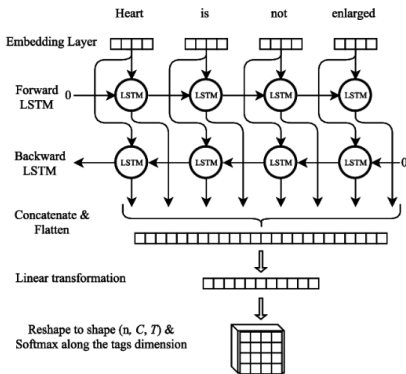 Heart is not enlarged
Embedding Layer
Forward LSTM
0
LSTM LSTM LSTM LSTM
Backward LSTM
LSTM LSTM LSTM LSTM
0
Concatenate &
Flatten
Linear transformation
Reshape to shape (n, C, T) &
Softmax along the tags dimension